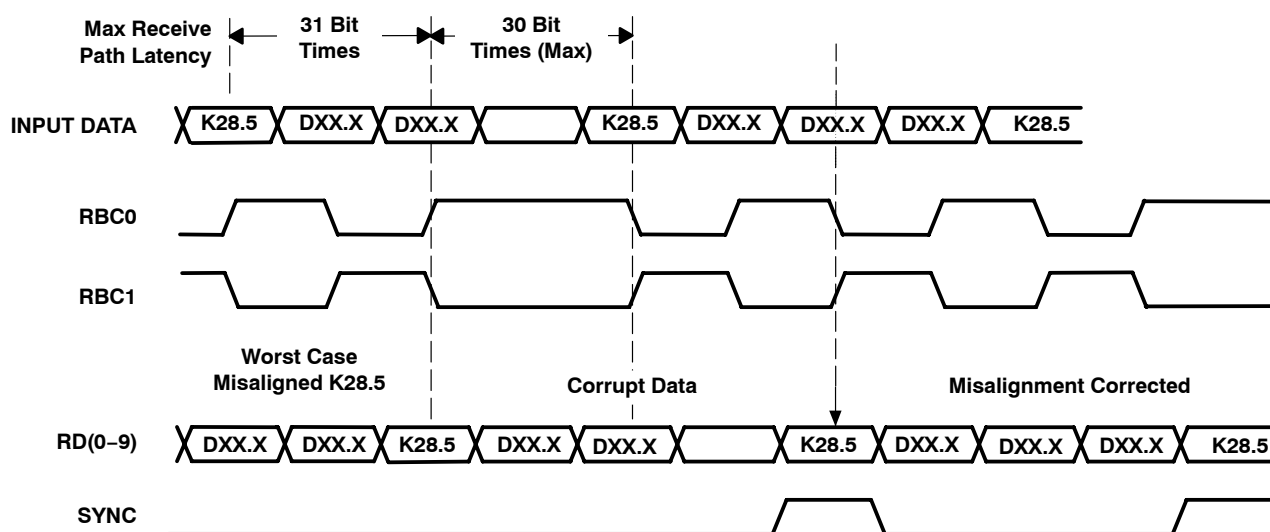 Max Receive
Path Latency
31 Bit
Times
30 Bit
Times (Max)
INPUT DATA
K28.5 DXX.X DXX.X K28.5 DXX.X DXX.X DXX.X K28.5
RBC0
RBC1
Worst Case
Misaligned K28.5
Corrupt Data
Misalignment Corrected
RD(0−9)
DXX.X DXX.X K28.5 DXX.X DXX.X K28.5 DXX.X DXX.X DXX.X K28.5
SYNC